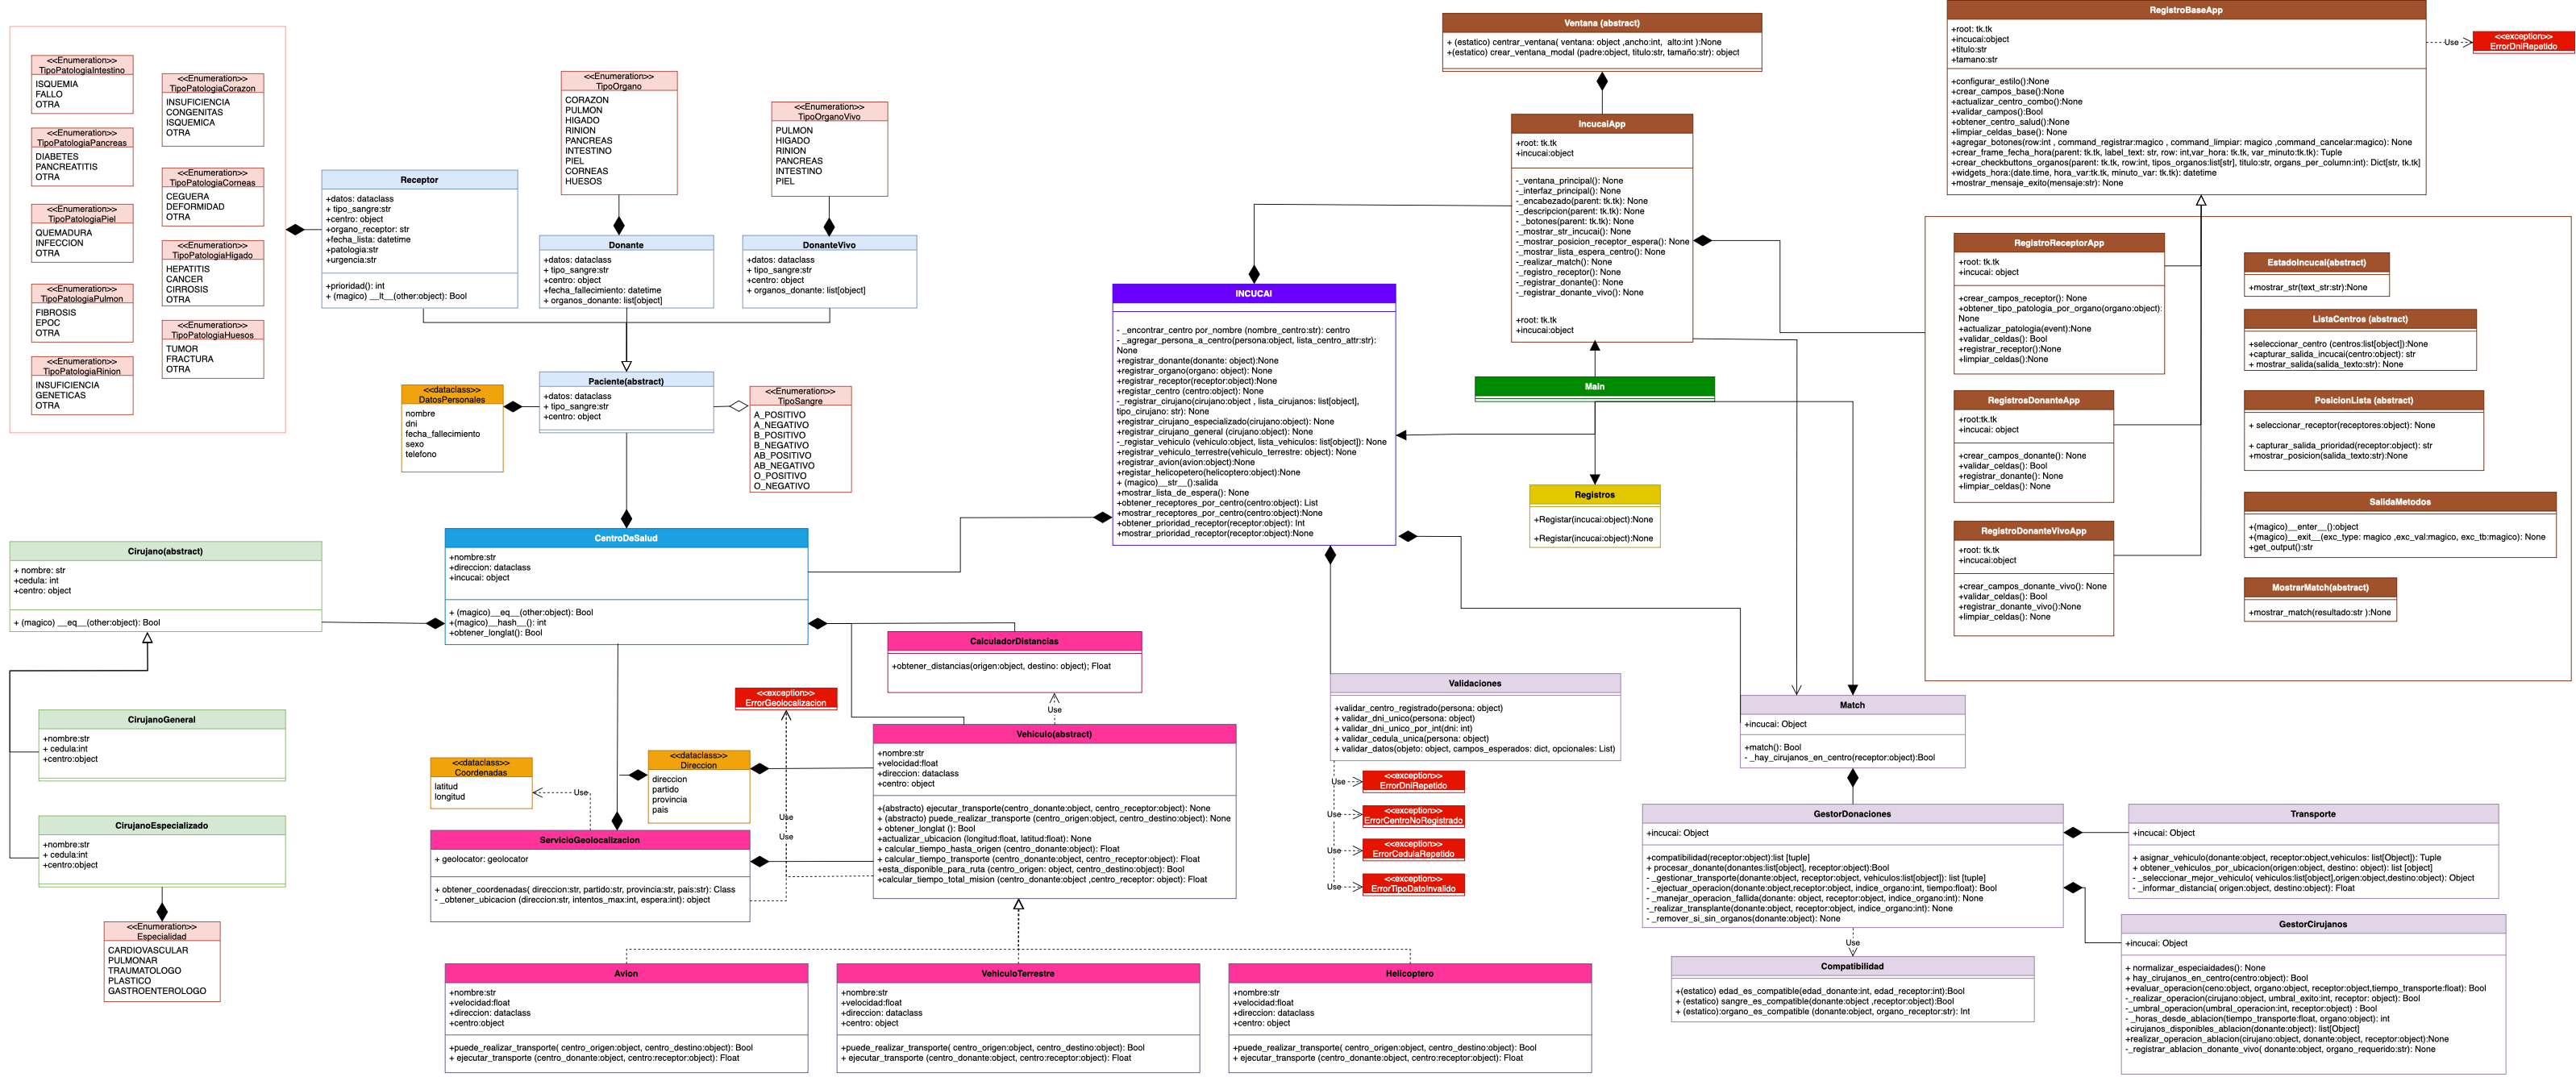 <<Enumeration>>
TipoPatologiaIntestino
ISQUEMIA
FALLO
OTRA
<<Enumeration>>
TipoPatologiaPancreas
DIABETES
PANCREATITIS
OTRA
<<Enumeration>>
TipoPatologiaPiel
QUEMADURA
INFECCION
OTRA
<<Enumeration>>
TipoPatologiaPulmon
FIBROSIS
EPOC
OTRA
<<Enumeration>>
TipoPatologiaRinion
INSUFICIENCIA
GENETICAS
OTRA
<<Enumeration>>
TipoPatologiaCorazon
INSUFICIENCIA
CONGENITAS
ISQUEMICA
OTRA
<<Enumeration>>
TipoPatologiaCorneas
CEGUERA
DEFORMIDAD
OTRA
<<Enumeration>>
TipoPatologiaHigado
HEPATITIS
CANCER
CIRROSIS
OTRA
<<Enumeration>>
TipoPatologiaHuesos
TUMOR
FRACTURA
OTRA
Receptor
+datos: dataclass
+ tipo_sangre:str
+centro: object
+organo_receptor: str
+fecha_lista: datetime
+patologia:str
+urgencia:str
+prioridad(): int
+ (magico) __lt__(other:object): Bool
<<Enumeration>>
TipoOrgano
CORAZON
PULMON
HIGADO
RINION
PANCREAS
INTESTINO
PIEL
CORNEAS
HUESOS
<<Enumeration>>
TipoOrganoVivo
PULMON
HIGADO
RINION
PANCREAS
INTESTINO
PIEL
Donante
+datos: dataclass
+ tipo_sangre:str
+centro: object
+fecha_fallecimiento: datetime
+ organos_donante: list[object]
DonanteVivo
+datos: dataclass
+ tipo_sangre:str
+centro: object
+ organos_donante: list[object]
<<dataclass>>
DatosPersonales
nombre
dni
fecha_fallecimiento
sexo
telefono
Paciente(abstract)
+datos: dataclass
+ tipo_sangre:str
+centro: object
<<Enumeration>>
TipoSangre
A_POSITIVO
A_NEGATIVO
B_POSITIVO
B_NEGATIVO
AB_POSITIVO
AB_NEGATIVO
O_POSITIVO
O_NEGATIVO
Cirujano(abstract)
+ nombre: str
+cedula: int
+centro: object
+ (magico) __eq__(other:object): Bool
CirujanoGeneral
+nombre:str
+ cedula:int
+centro:object
CirujanoEspecializado
+nombre:str
+ cedula:int
+centro:object
<<Enumeration>>
Especialidad
CARDIOVASCULAR
PULMONAR
TRAUMATOLOGO
PLASTICO
GASTROENTEROLOGO
CentroDeSalud
+nombre:str
+direccion: dataclass
+incucai: object
+ (magico)__eq__(other:object): Bool
+(magico)__hash__(): int
+obtener_longlat(): Bool
CalculadorDistancias
+obtener_distancias(origen:object, destino: object); Float
Use
<<exception>>
ErrorGeolocalizacion
Use
Use
<<dataclass>>
Coordenadas
latitud
longitud
Use
<<dataclass>>
Direccion
direccion
partido
provincia
pais
ServicioGeolocalizacion
+ geolocator: geolocator
+ obtener_coordenadas( direccion:str, partido:str, provincia:str, pais:str): Class
- _obtener_ubicacion (direccion:str, intentos_max:int, espera:int): object
Vehiculo(abstract)
+nombre:str
+velocidad:float
+direccion: dataclass
+centro: object
+(abstracto) ejecutar_transporte(centro_donante:object, centro_receptor:object): None
+ (abstracto) puede_realizar_transporte (centro_origen:object, centro_destino:object): None
+ obtener_longlat (): Bool
+actualizar_ubicacion (longitud:float, latitud:float): None
+ calcular_tiempo_hasta_origen (centro_donante:object): Float
+ calcular_tiempo_transporte (centro_donante:object, centro_receptor:object): Float
+esta_disponible_para_ruta (centro_origen: object, centro_destino:object): Bool
+calcular_tiempo_total_mision (centro_donante:object ,centro_receptor: object): Float
Avion
+nombre:str
+velocidad:float
+direccion: dataclass
+centro:object
+puede_realizar_transporte( centro_origen:object, centro_destino:object): Bool
+ ejecutar_transporte (centro_donante:object, centro:receptor:object): Float
VehiculoTerrestre
+nombre:str
+velocidad:float
+direccion: dataclass
+centro: object
+puede_realizar_transporte( centro_origen:object, centro_destino:object): Bool
+ ejecutar_transporte (centro_donante:object, centro:receptor:object): Float
Helicoptero
+nombre:str
+velocidad:float
+direccion: dataclass
+centro: object
+puede_realizar_transporte( centro_origen:object, centro_destino:object): Bool
+ ejecutar_transporte (centro_donante:object, centro:receptor:object): Float
INCUCAI
- _encontrar_centro por_nombre (nombre_centro:str): centro
- _agregar_persona_a_centro(persona:object, lista_centro_attr:str):
None
+registrar_donante(donante: object):None
+registrar_organo(organo: object): None
+registrar_receptor(receptor:object):None
+registar_centro (centro:object): None
-_registrar_cirujano(cirujano:object , lista_cirujanos: list[object],
tipo_cirujano: str): None
+registrar_cirujano_especializado(cirujano:object): None
+registrar_cirujano_general (cirujano:object): None
-_registar_vehiculo (vehiculo:object, lista_vehiculos: list[object]): None
+registrar_vehiculo_terrestre(vehiculo_terrestre: object): None
+registrar_avion(avion:object):None
+registar_helicopetero(helicoptero:object):None
+ (magico)__str__():salida
+mostrar_lista_de_espera(): None
+obtener_receptores_por_centro(centro:object): List
+mostrar_receptores_por_centro(centro:object):None
+obtener_prioridad_receptor(receptor:object): Int
+mostrar_prioridad_receptor(receptor:object):None
Ventana (abstract)
+ (estatico) centrar_ventana( ventana: object ,ancho:int, alto:int ):None
+(estatico) crear_ventana_modal (padre:object, titulo:str, tamaño:str): object
IncucaiApp
+root: tk.tk
+incucai:object
-_ventana_principal(): None
-_interfaz_principal(): None
-_encabezado(parent: tk.tk): None
-_descripcion(parent: tk.tk): None
- _botones(parent: tk.tk): None
-_mostrar_str_incucai(): None
-_mostrar_posicion_receptor_espera(): None
-_mostrar_lista_espera_centro(): None
-_realizar_match(): None
-_registro_receptor(): None
-_registrar_donante(): None
-_registrar_donante_vivo(): None
+root: tk.tk
+incucai:object
Main
Registros
+Registar(incucai:object):None
+Registar(incucai:object):None
Validaciones
+validar_centro_registrado(persona: object)
+ validar_dni_unico(persona: object)
+ validar_dni_unico_por_int(dni: int)
+ validar_cedula_unica(persona: object)
+ validar_datos(objeto: object, campos_esperados: dict, opcionales: List)
Use
<<exception>>
ErrorDniRepetido
Use
<<exception>>
ErrorCentroNoRegistrado
Use
<<exception>>
ErrorCedulaRepetido
Use
<<exception>>
ErrorTipoDatoInvalido
RegistroBaseApp
+root: tk.tk
+incucai:object
+titulo:str
+tamano:str
+configurar_estilo():None
+crear_campos_base():None
+actualizar_centro_combo():None
+validar_campos():Bool
+obtener_centro_salud():None
+limpiar_celdas_base(): None
+agregar_botones(row:int , command_registrar:magico , command_limpiar: magico ,command_cancelar:magico): None
+crear_frame_fecha_hora(parent: tk.tk, label_text: str, row: int,var_hora: tk.tk, var_minuto:tk.tk): Tuple
+crear_checkbuttons_organos(parent: tk.tk, row:int, tipos_organos:list[str], titulo:str, organs_per_column:int): Dict[str, tk.tk]
+widgets_hora:(date.time, hora_var:tk.tk, minuto_var: tk.tk): datetime
+mostrar_mensaje_exito(mensaje:str): None
Use
<<exception>>
ErrorDniRepetido
RegistroReceptorApp
+root: tk.tk
+incucai: object
+crear_campos_receptor(): None
+obtener_tipo_patalogia_por_organo(organo:object):
None
+actualizar_patalogia(event):None
+validar_celdas(): Bool
+registrar_receptor():None
+limpiar_celdas():None
RegistrosDonanteApp
+root:tk.tk
+incucai: object
+crear_campos_donante(): None
+validar_celdas(): Bool
+registrar_donante(): None
+limpiar_celdas(): None
RegistroDonanteVivoApp
+root: tk.tk
+incucai:object
+crear_campos_donante_vivo(): None
+validar_celdas(): Bool
+registrar_donante_vivo():None
+limpiar_celdas(): None
EstadoIncucai(abstract)
+mostrar_str(text_str:str):None
ListaCentros (abstract)
+seleccionar_centro (centros:list[object]):None
+capturar_salida_incucai(centro:object): str
+ mostrar_salida(salida_texto:str): None
PosicionLista (abstract)
+ seleccionar_receptor(receptores:object): None
+ capturar_salida_prioridad(receptor:object): str
+mostrar_posicion(salida_texto:str):None
SalidaMetodos
+(magico)__enter__():object
+(magico)__exit__(exc_type: magico ,exc_val:magico, exc_tb:magico): None
+get_output():str
MostrarMatch(abstract)
+mostrar_match(resultado:str ):None
Match
+incucai: Object
+match(): Bool
- _hay_cirujanos_en_centro(receptor:object):Bool
GestorDonaciones
+incucai: Object
+compatibilidad(receptor:object):list [tuple]
+ procesar_donante(donantes:list[object], receptor:object):Bool
- _gestionar_transporte(donante:object, receptor:object, vehiculos:list[object]): list [tuple]
- _ejectuar_operacion(donante:object,receptor:object, indice_organo:int, tiempo:float): Bool
- _manejar_operacion_fallida(donante: object, receptor:object, indice_organo:int): None
-_realizar_transplante(donante:object, receptor:object, indice_organo:int): None
- _remover_si_sin_organos(donante:object): None
Use
Compatibilidad
+(estatico) edad_es_compatible(edad_donante:int, edad_receptor:int):Bool
+ (estatico) sangre_es_compatible(donante:object ,receptor:object):Bool
+ (estatico):organo_es_compatible (donante:object, organo_receptor:str): Int
Transporte
+incucai: Object
+ asignar_vehiculo(donante:object, receptor:object,vehiculos: list[Object]): Tuple
+ obtener_vehiculos_por_ubicacion(origen:object, destino: object): list [object]
- _seleccionar_mejor_vehiculo( vehiculos:list[object],origen:object,destino:object): Object
- _informar_distancia( origen:object, destino:object): Float
GestorCirujanos
+incucai: Object
+ normalizar_especiaidades(): None
+ hay_cirujanos_en_centro(centro:object): Bool
+evaluar_operacion(ceno:object, organo:object, receptor:object,tiempo_transporte:float): Bool
-_realizar_operacion(cirujano:object, umbral_exito:int, receptor: object): Bool
-_umbral_operacion(umbral_operacion:int, receptor:object) : Bool
- _horas_desde_ablacion(tiempo_transporte:float, organo:object): int
+cirujanos_disponibles_ablacion(donante:object): list[Object]
+realizar_operacion_ablacion(cirujano:object, donante:object, receptor:object):None
-_registrar_ablacion_donante_vivo( donante:object, organo_requerido:str): None